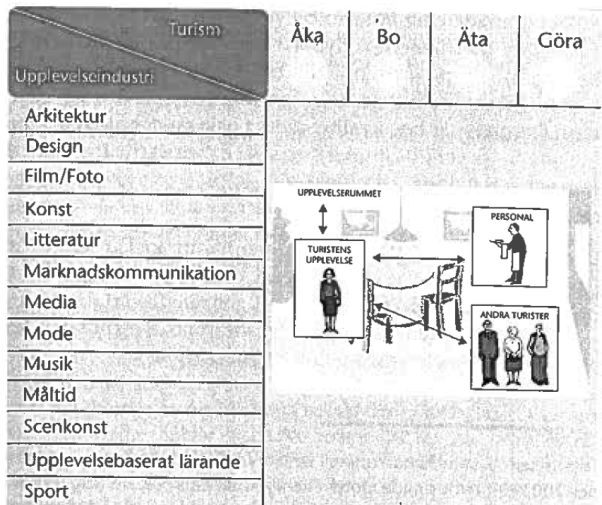 Turism
Upplevelseindustri
Åka
Bo
Äta
Göra
Arkitektur
Design
Film/Foto
Konst
Litteratur
Marknadskommunikation
Media
Mode
Musik
Måltid
Scenkonst
Upplevelsebaserat lärande
Sport
UPPLEVELSERUMMET
TURISTENS
UPPLEVELSE
PERSONAL
ANDRA TURISTER